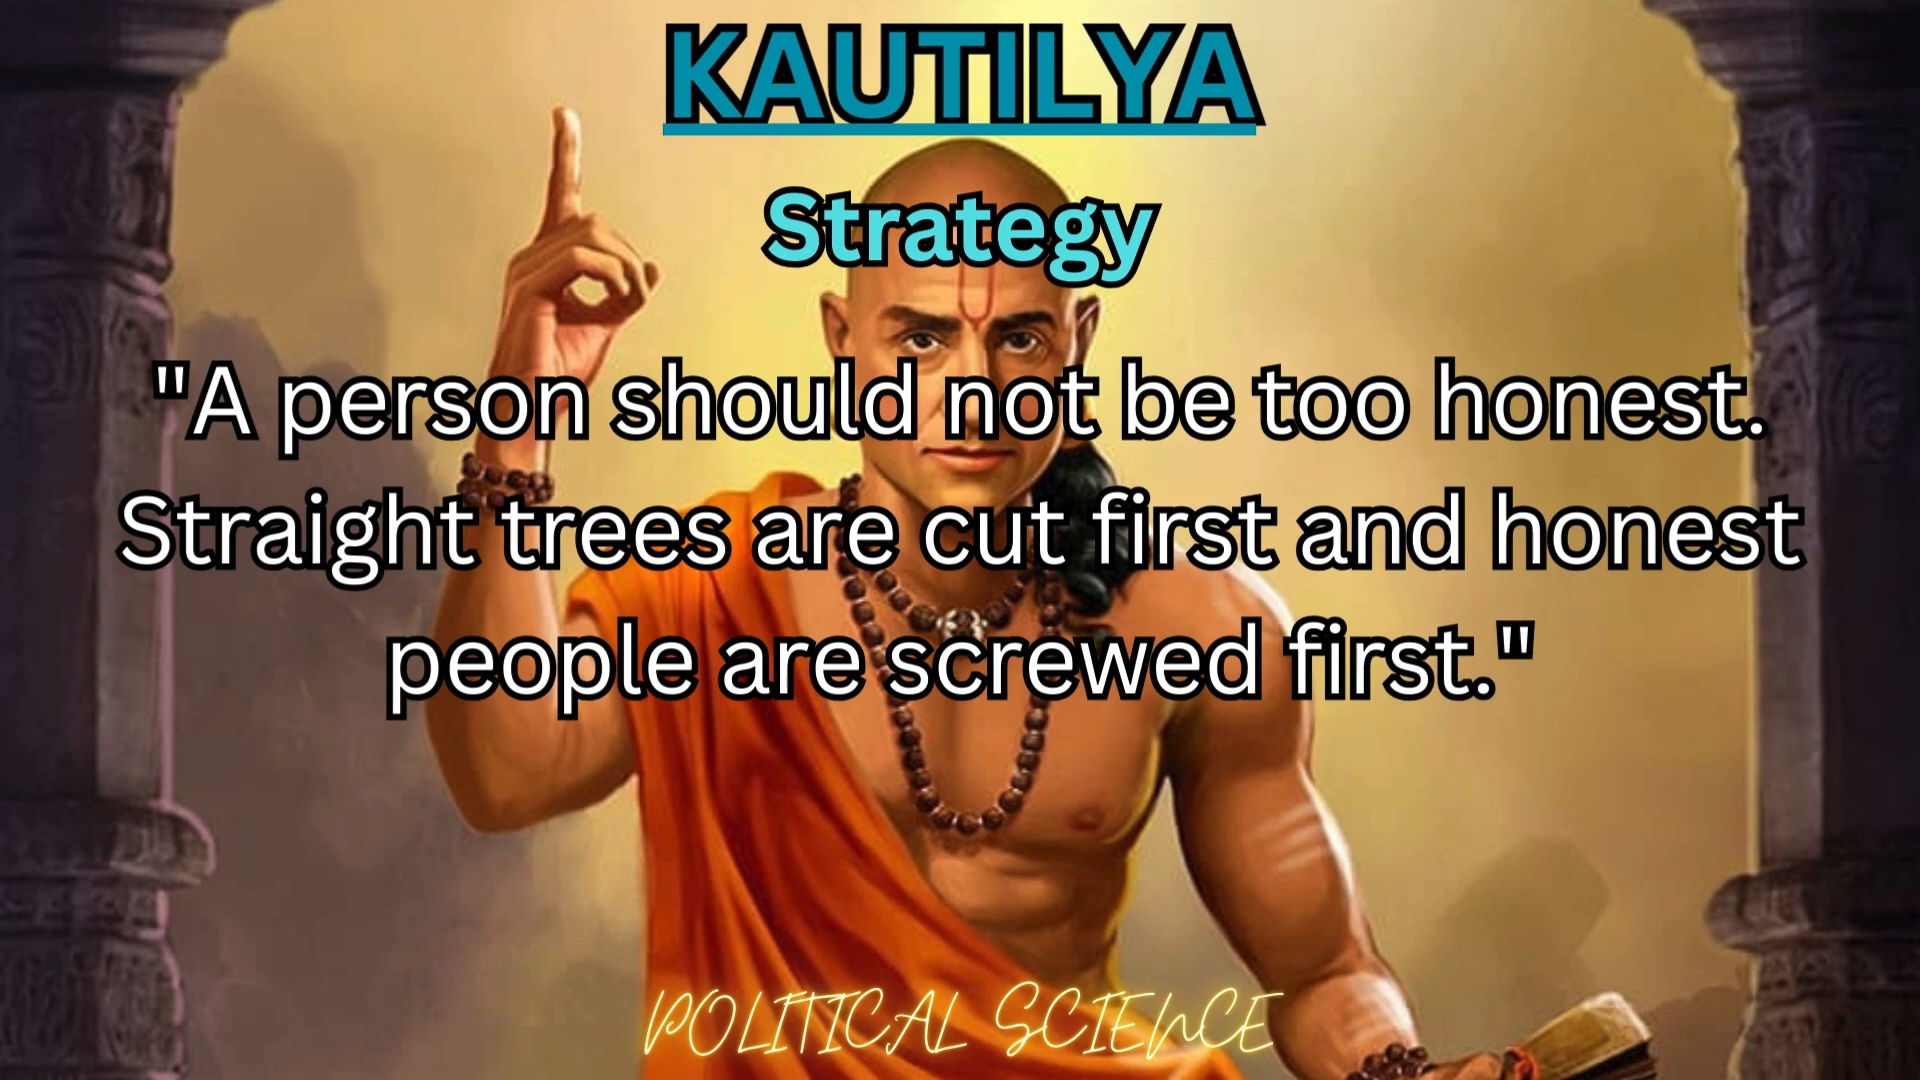 KAUTILYA
Strategy
"A person should not be too honest.
Straight trees are cut first and honest
people are screwed first."
POLITICAL SCIENCE